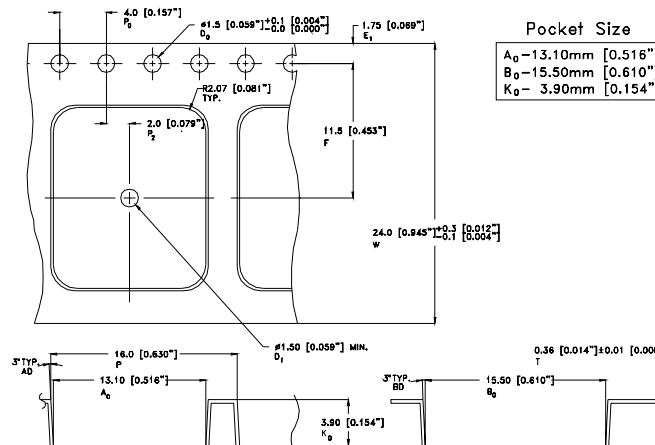 4.0 [0.157"]
P₀
ø1.5 [0.059"]+0.1 [0.004"]
-0.0 [0.000"]
D₀
1.75 [0.069"]
E₁
Pocket Size
A₀-13.10mm [0.516"]
B₀-15.50mm [0.610"]
K₀- 3.90mm [0.154"]
R2.07 [0.081"]
TYP.
2.0 [0.079"]
P₂
11.5 [0.453"]
F
24.0 [0.945"]+0.3 [0.012"]
-0.1 [0.004"]
W
ø1.50 [0.059"] MIN.
D₁
16.0 [0.630"]
P
3°TYP.
AD
13.10 [0.516"]
A₀
3.90 [0.154"]
K₀
3°TYP.
BD
15.50 [0.610"]
B₀
0.36 [0.014"]±0.01 [0.000
T